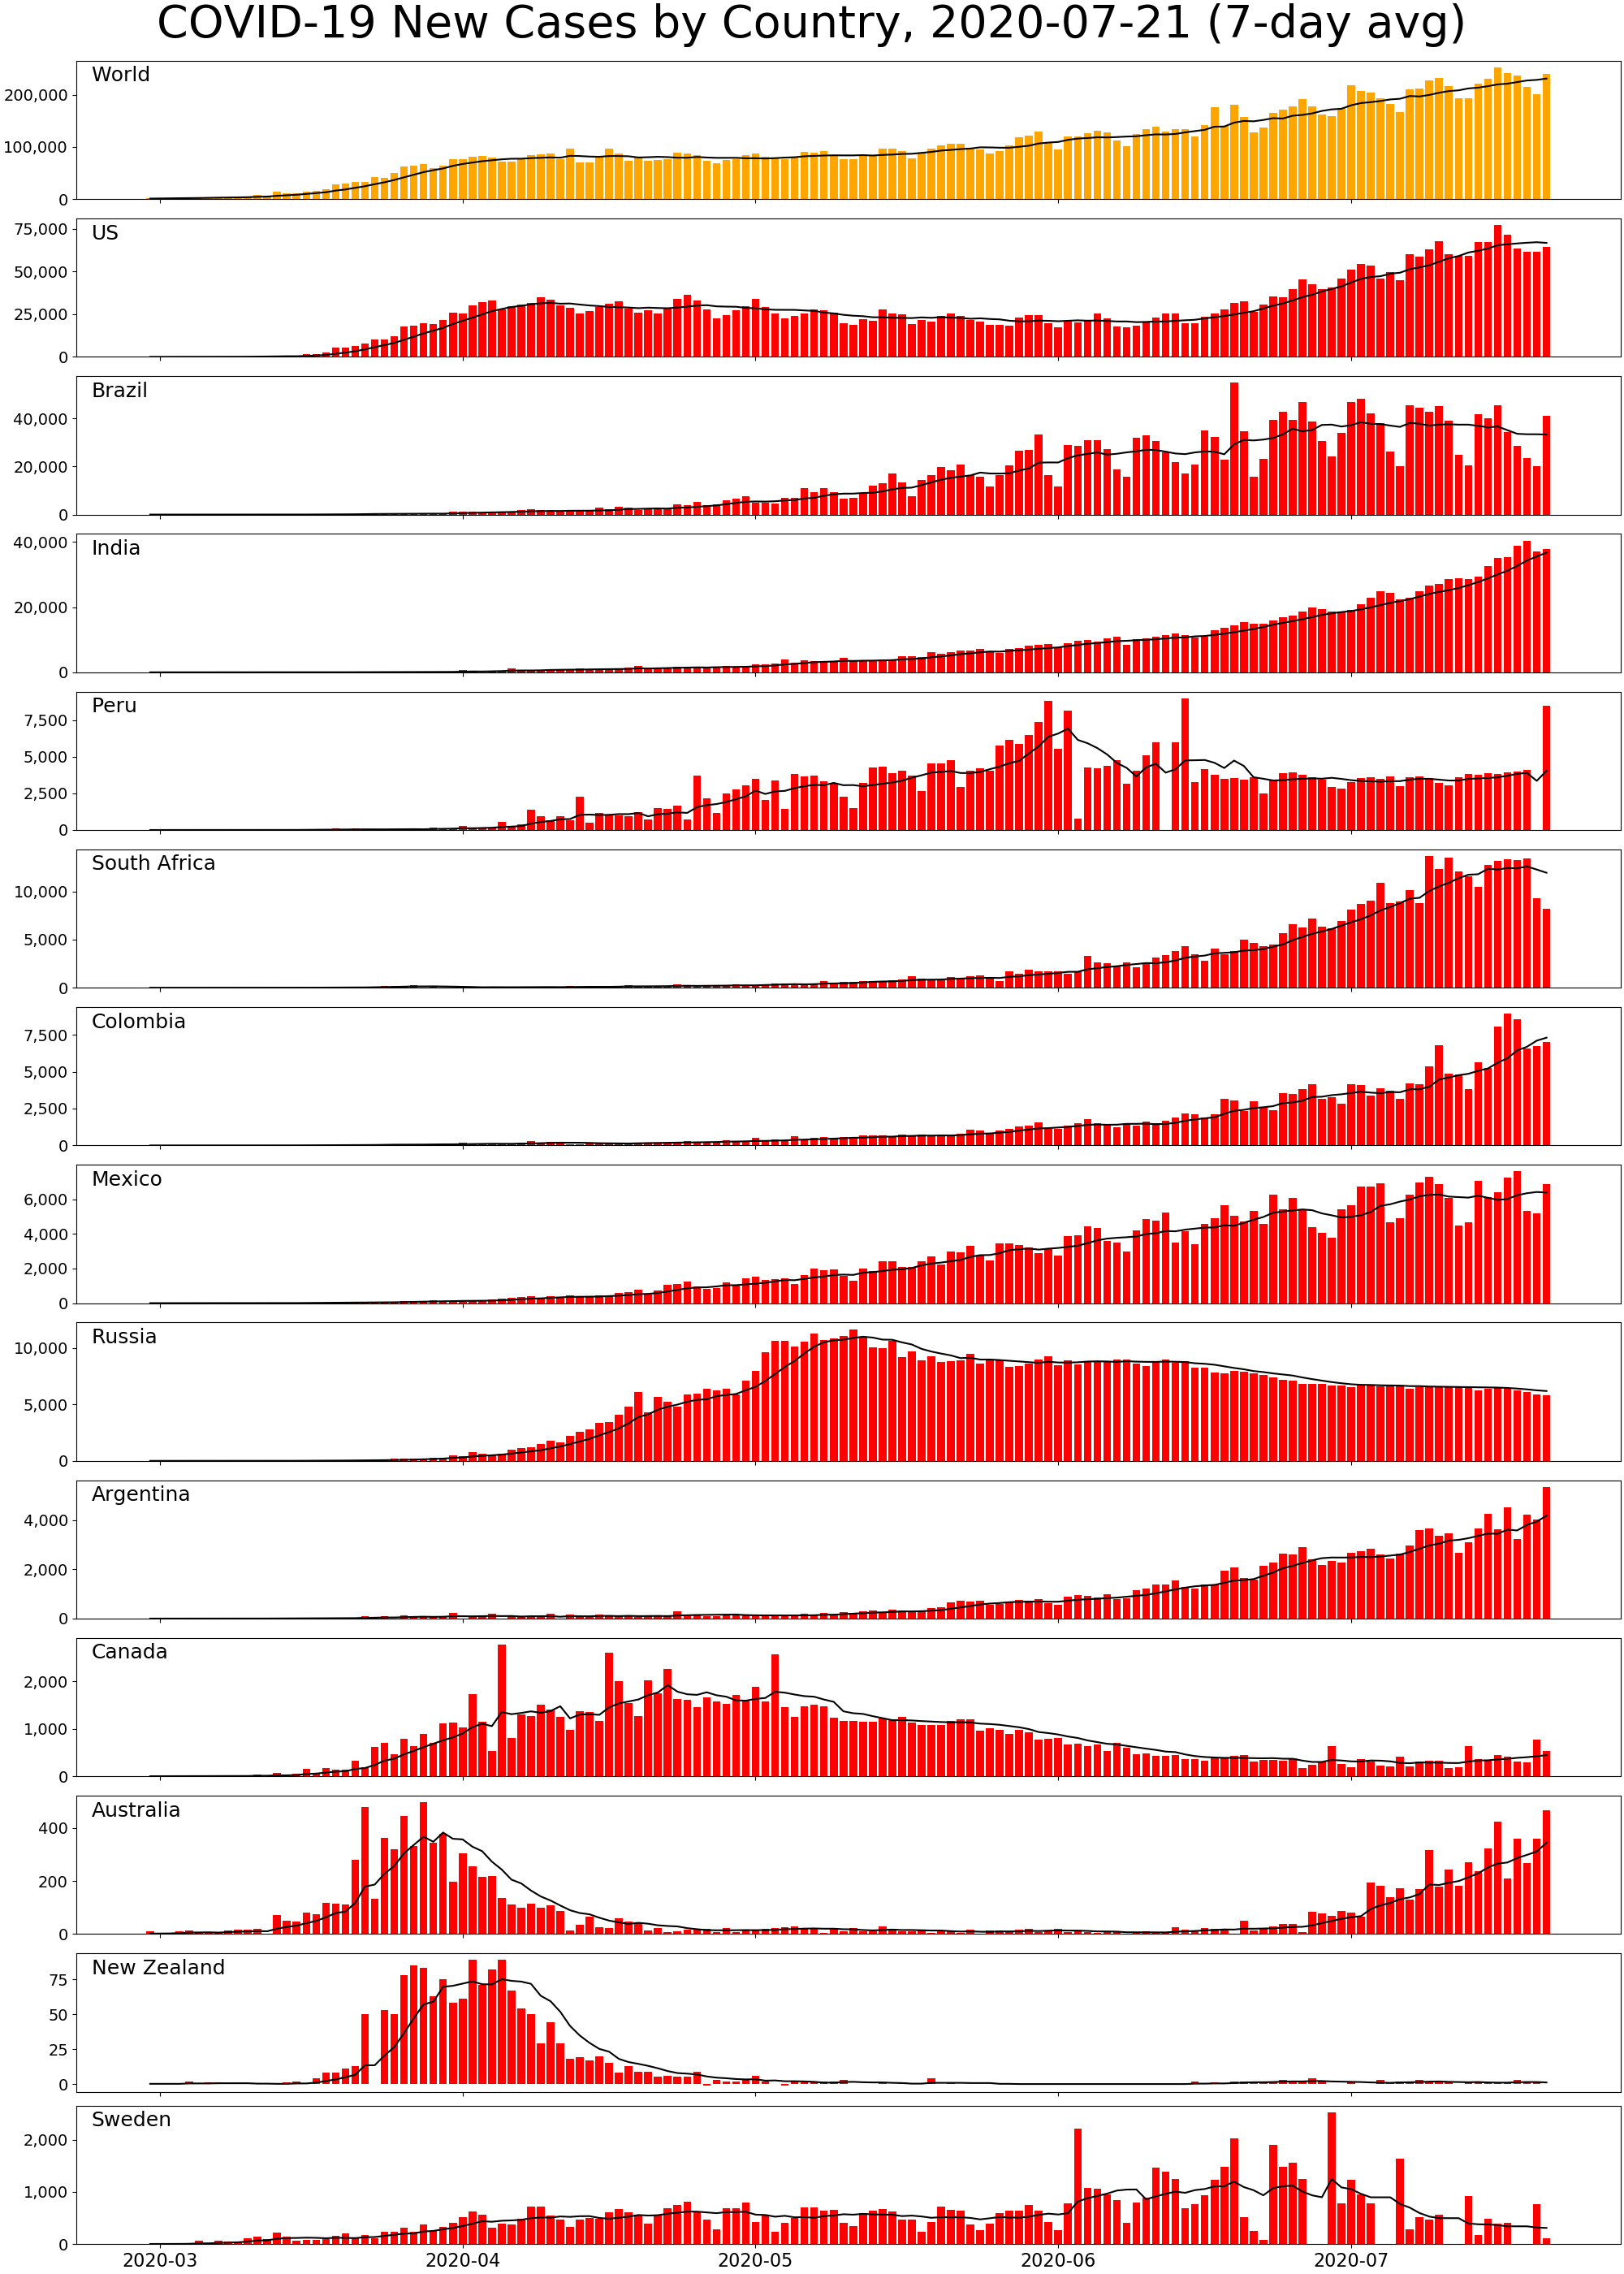 COVID-19 New Cases by Country, 2020-07-21 (7-day avg)
World
200,000
100,000
0
US
75,000
50,000
25,000
0
Brazil
40,000
20,000
0
India
40,000
20,000
0
Peru
7,500
5,000
2,500
0
South Africa
10,000
5,000
0
Colombia
7,500
5,000
2,500
0
Mexico
6,000
4,000
2,000
0
Russia
10,000
5,000
0
Argentina
4,000
2,000
0
Canada
2,000
1,000
0
Australia
400
200
0
New Zealand
75
50
25
0
Sweden
2,000
1,000
0
2020-03 2020-04 2020-05 2020-06 2020-07